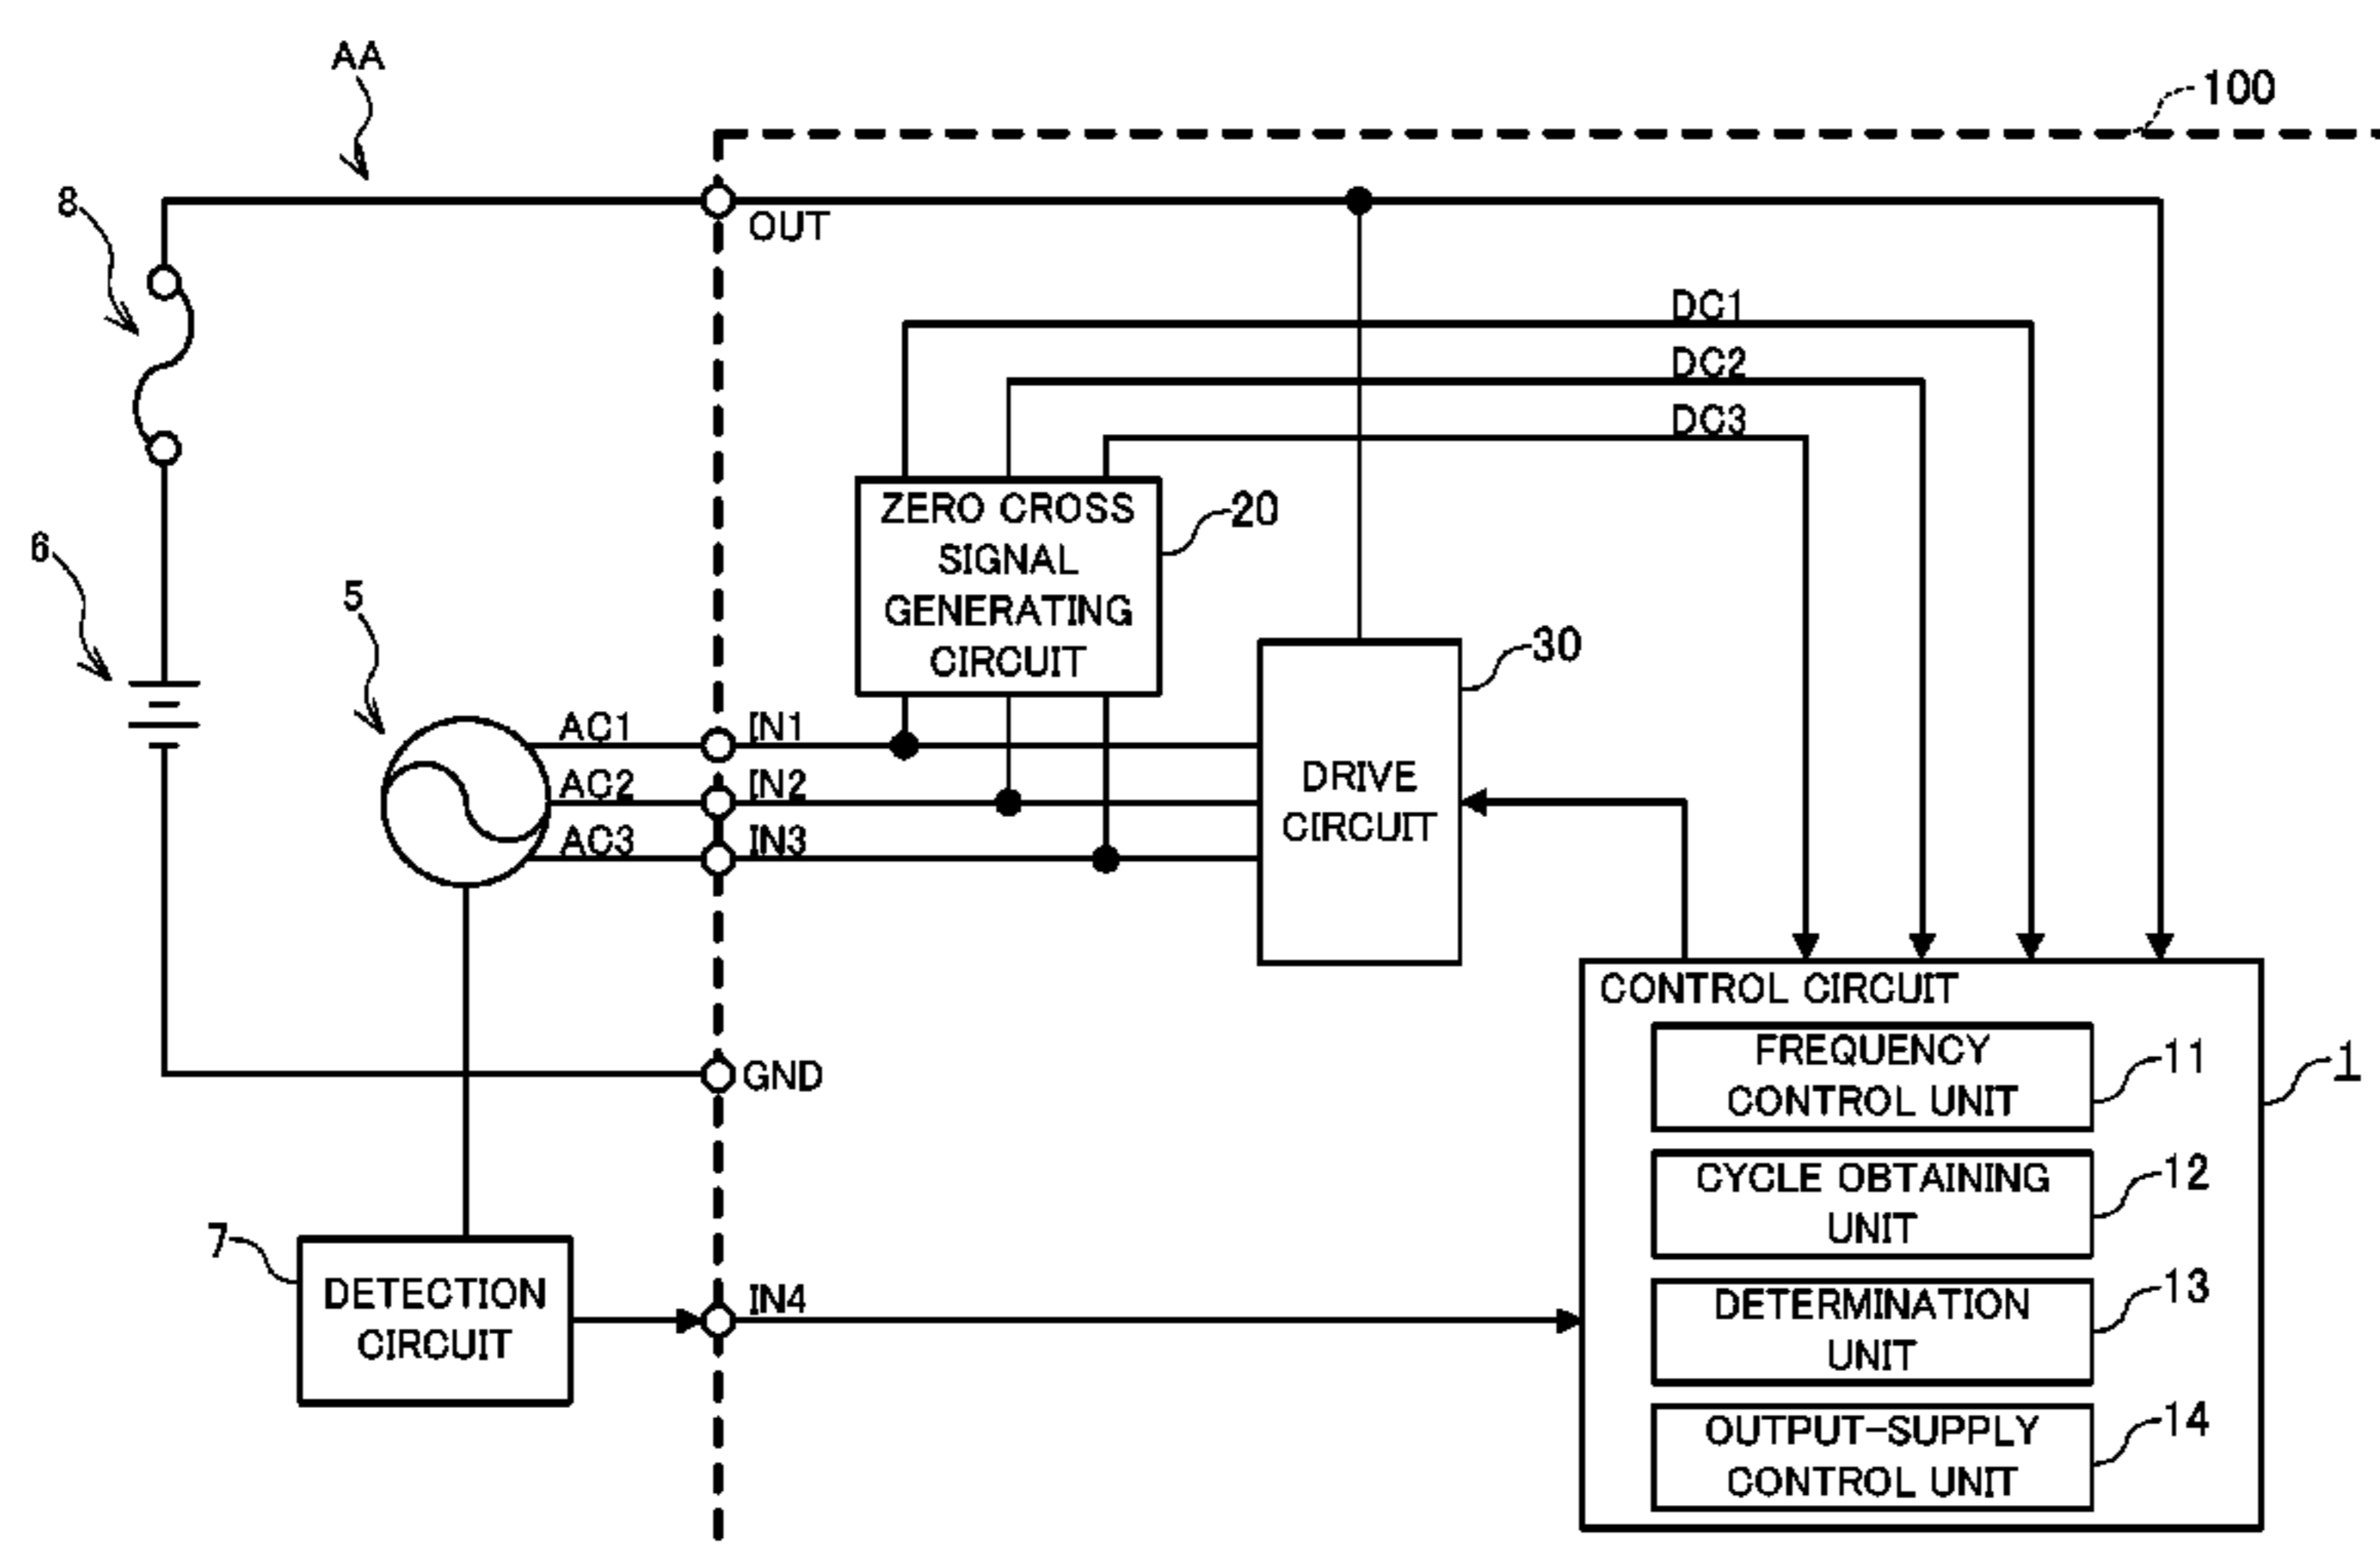 AA
100
8
OUT
DC1
DC2
DC3
ZERO CROSS
SIGNAL
GENERATING
CIRCUIT
20
6
5
30
AC1
IN1
AC2
IN2
AC3
IN3
DRIVE
CIRCUIT
CONTROL CIRCUIT
FREQUENCY
CONTROL UNIT
11
1
GND
CYCLE OBTAINING
UNIT
12
7
DETECTION
CIRCUIT
IN4
DETERMINATION
UNIT
13
OUTPUT-SUPPLY
CONTROL UNIT
14